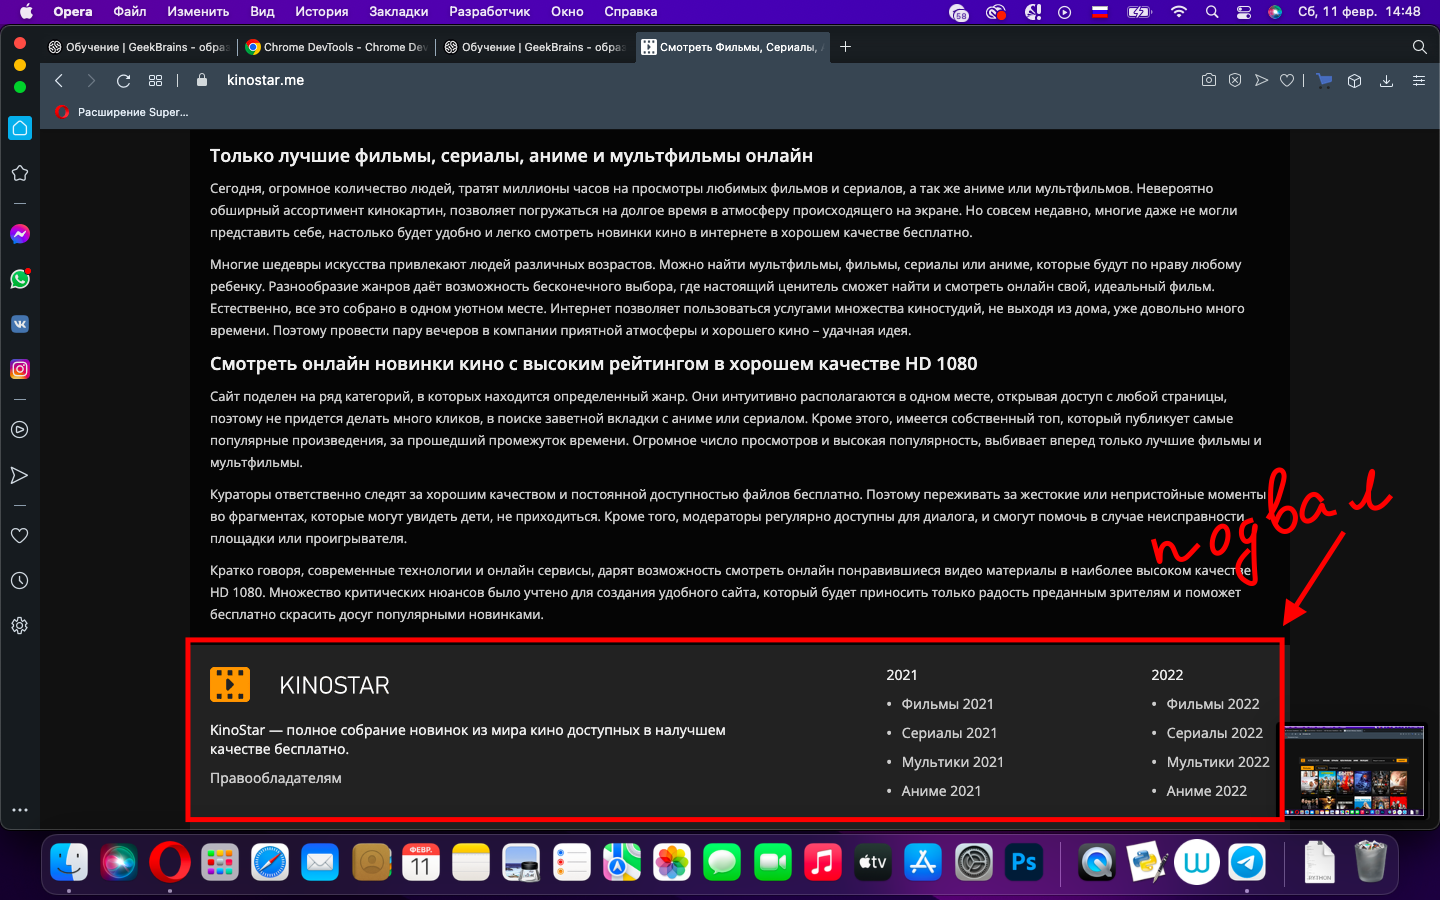 Opera Файл Изменить Вид История Закладки Разработчик Окно Справка 58 Сб, 11 февр. 14:48
Обучение | GeekBrains - образ Chrome DevTools - Chrome Dev Обучение | GeekBrains - образ Смотреть Фильмы, Сериалы, А
kinostar.me
Расширение Super...
Только лучшие фильмы, сериалы, аниме и мультфильмы онлайн
Сегодня, огромное количество людей, тратят миллионы часов на просмотры любимых фильмов и сериалов, а так же аниме или мультфильмов. Невероятно
обширный ассортимент кинокартин, позволяет погружаться на долгое время в атмосферу происходящего на экране. Но совсем недавно, многие даже не могли
представить себе, настолько будет удобно и легко смотреть новинки кино в интернете в хорошем качестве бесплатно.
Многие шедевры искусства привлекают людей различных возрастов. Можно найти мультфильмы, фильмы, сериалы или аниме, которые будут по нраву любому
ребенку. Разнообразие жанров даёт возможность бесконечного выбора, где настоящий ценитель сможет найти и смотреть онлайн свой, идеальный фильм.
Естественно, все это собрано в одном уютном месте. Интернет позволяет пользоваться услугами множества киностудий, не выходя из дома, уже довольно много
времени. Поэтому провести пару вечеров в компании приятной атмосферы и хорошего кино – удачная идея.
Смотреть онлайн новинки кино с высоким рейтингом в хорошем качестве HD 1080
Сайт поделен на ряд категорий, в которых находится определенный жанр. Они интуитивно располагаются в одном месте, открывая доступ с любой страницы,
поэтому не придется делать много кликов, в поиске заветной вкладки с аниме или сериалом. Кроме этого, имеется собственный топ, который публикует самые
популярные произведения, за прошедший промежуток времени. Огромное число просмотров и высокая популярность, выбивает вперед только лучшие фильмы и
мультфильмы.
Кураторы ответственно следят за хорошим качеством и постоянной доступностью файлов бесплатно. Поэтому переживать за жестокие или непристойные моменты
во фрагментах, которые могут увидеть дети, не приходиться. Кроме того, модераторы регулярно доступны для диалога, и смогут помочь в случае неисправности
площадки или проигрывателя.
подвал
Кратко говоря, современные технологии и онлайн сервисы, дарят возможность смотреть онлайн понравившиеся видео материалы в наиболее высоком качестве
HD 1080. Множество критических нюансов было учтено для создания удобного сайта, который будет приносить только радость преданным зрителям и поможет
бесплатно скрасить досуг популярными новинками.
KINOSTAR
KinoStar — полное собрание новинок из мира кино доступных в налучшем
качестве бесплатно.
Правообладателям
2021
• Фильмы 2021
• Сериалы 2021
• Мультики 2021
• Аниме 2021
2022
• Фильмы 2022
• Сериалы 2022
• Мультики 2022
• Аниме 2022
ФЕВР.
11
tv
Ps
W
PYTHON